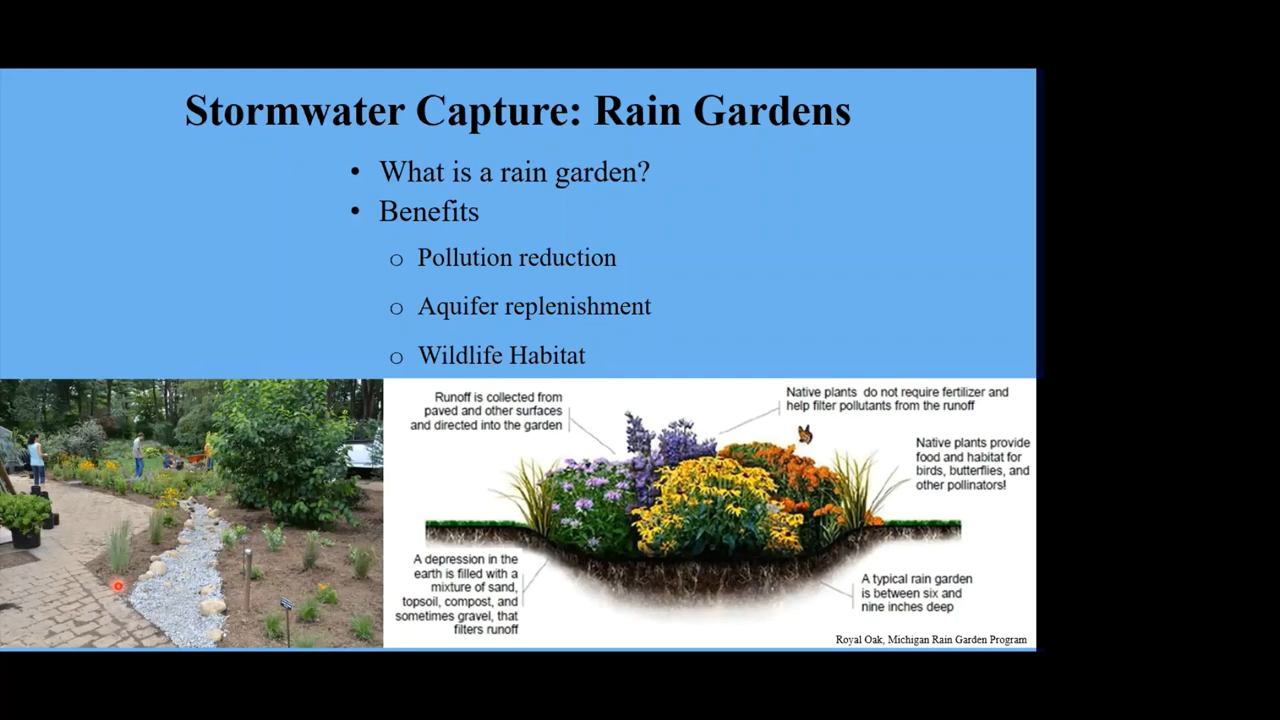 Stormwater Capture: Rain Gardens
• What is a rain garden?
• Benefits
o Pollution reduction
o Aquifer replenishment
o Wildlife Habitat
Runoff is collected from
paved and other surfaces
and directed into the garden
Native plants do not require fertilizer and
help filter pollutants from the runoff
Native plants provide
food and habitat for
birds, butterflies, and
other pollinators!
A depression in the
earth is filled with a
mixture of sand,
topsoil, compost, and
sometimes gravel, that
filters runoff
A typical rain garden
is between six and
nine inches deep
Royal Oak, Michigan Rain Garden Program